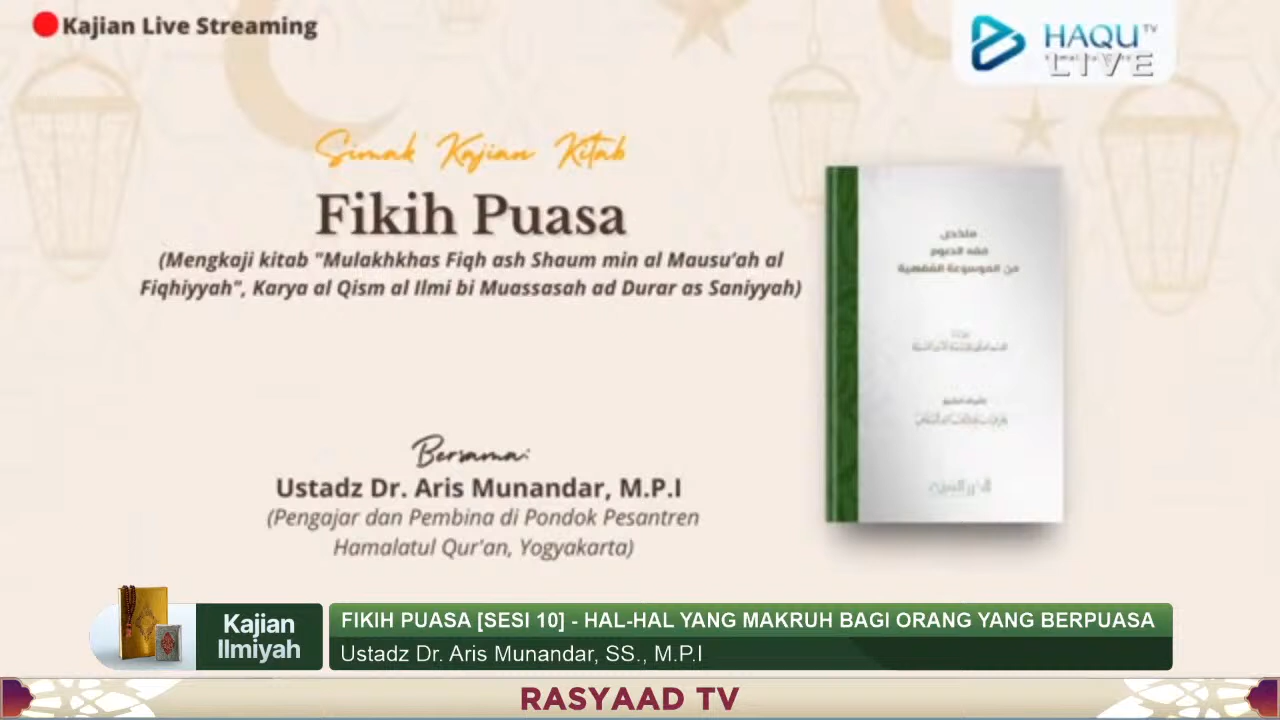 Kajian Live Streaming
HAQU TV
LIVE
Simak Kajian Kitab
Fikih Puasa
(Mengkaji kitab "Mulakhkhas Fiqh ash Shaum min al Mausu'ah al
Fiqhiyyah", Karya al Qism al Ilmi bi Muassasah ad Durar as Saniyyah)
ملخص
فقه الصوم
من الموسوعة الفقهية
Bersama:
Ustadz Dr. Aris Munandar, M.P.I
(Pengajar dan Pembina di Pondok Pesantren
Hamalatul Qur'an, Yogyakarta)
Kajian
Ilmiyah
FIKIH PUASA [SESI 10] - HAL-HAL YANG MAKRUH BAGI ORANG YANG BERPUASA
Ustadz Dr. Aris Munandar, SS., M.P.I
RASYAAD TV